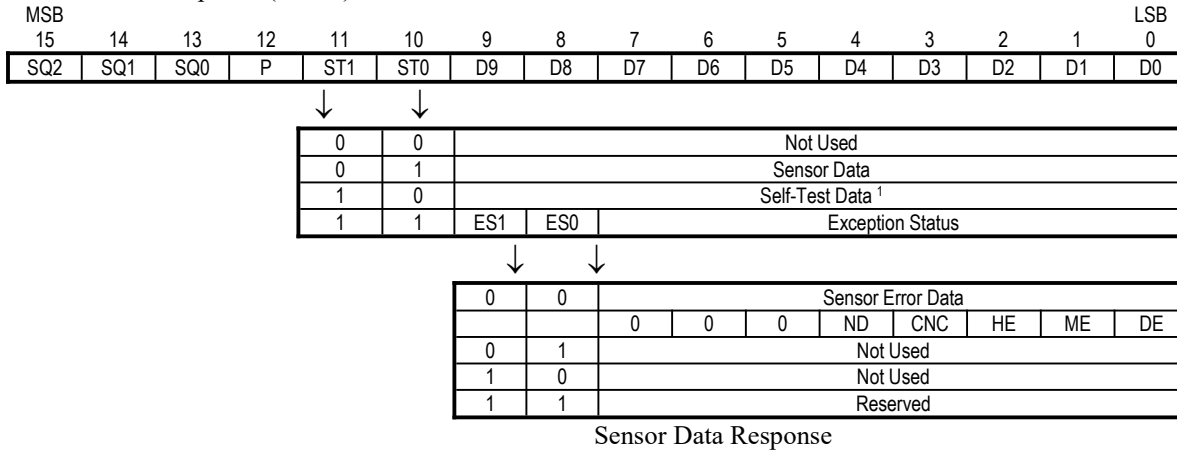 MSB LSB
15 14 13 12 11 10 9 8 7 6 5 4 3 2 1 0
SQ2 SQ1 SQ0 P ST1 ST0 D9 D8 D7 D6 D5 D4 D3 D2 D1 D0
↓ ↓
0 0 Not Used
0 1 Sensor Data
1 0 Self-Test Data 1
1 1 ES1 ES0 Exception Status
↓ ↓
0 0 Sensor Error Data
0 0 0 ND CNC HE ME DE
0 1 Not Used
1 0 Not Used
1 1 Reserved
Sensor Data Response